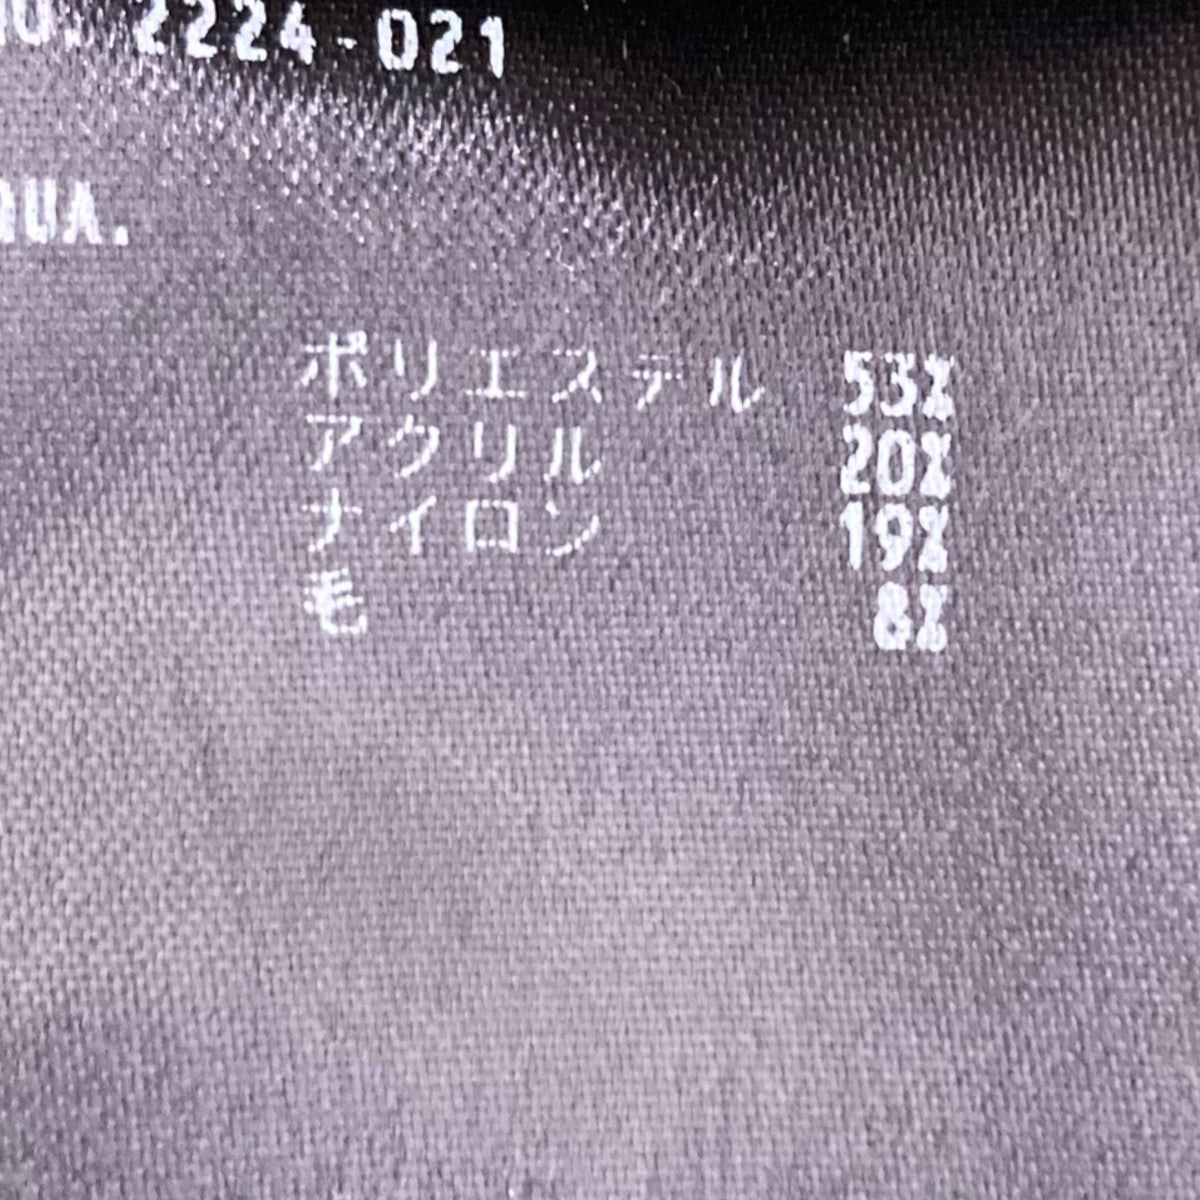 2224-021
ポリエステル 53%
アクリル 20%
ナイロン 19%
毛 8%